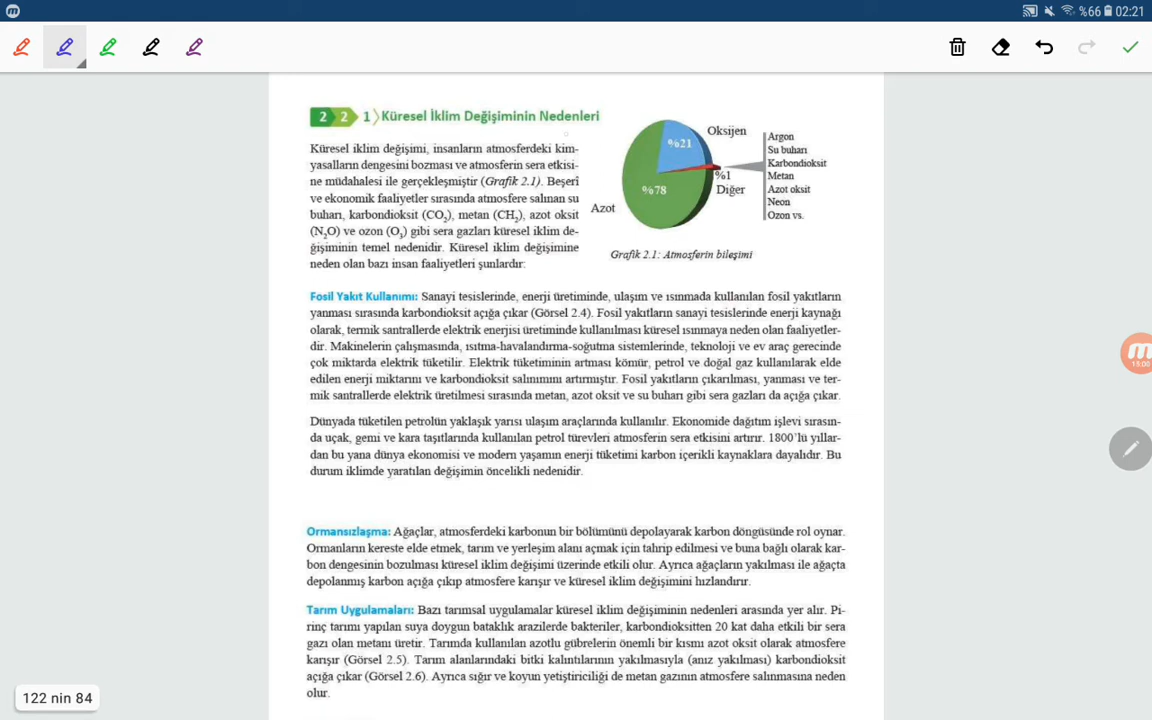 %66 02:21
2 2 1 Küresel İklim Değişiminin Nedenleri
Küresel iklim değişimi, insanların atmosferdeki kim-
yasalların dengesini bozması ve atmosferin sera etkisi-
ne müdahalesi ile gerçekleşmiştir (Grafik 2.1). Beşerî
ve ekonomik faaliyetler sırasında atmosfere salınan su
buharı, karbondioksit (CO2), metan (CH2), azot oksit
(N2O) ve ozon (O3) gibi sera gazları küresel iklim de-
ğişiminin temel nedenidir. Küresel iklim değişimine
neden olan bazı insan faaliyetleri şunlardır:
Oksijen
%21
%78
Azot
%1
Diğer
Argon
Su buharı
Karbondioksit
Metan
Azot oksit
Neon
Ozon vs.
Grafik 2.1: Atmosferin bileşimi
Fosil Yakıt Kullanımı: Sanayi tesislerinde, enerji üretiminde, ulaşım ve ısınmada kullanılan fosil yakıtların
yanması sırasında karbondioksit açığa çıkar (Görsel 2.4). Fosil yakıtların sanayi tesislerinde enerji kaynağı
olarak, termik santrallerde elektrik enerjisi üretiminde kullanılması küresel ısınmaya neden olan faaliyetler-
dir. Makinelerin çalışmasında, ısıtma-havalandırma-soğutma sistemlerinde, teknoloji ve ev araç gerecinde
çok miktarda elektrik tüketilir. Elektrik tüketiminin artması kömür, petrol ve doğal gaz kullanılarak elde
edilen enerji miktarını ve karbondioksit salınımını artırmıştır. Fosil yakıtların çıkarılması, yanması ve ter-
mik santrallerde elektrik üretilmesi sırasında metan, azot oksit ve su buharı gibi sera gazları da açığa çıkar.
Dünyada tüketilen petrolün yaklaşık yarısı ulaşım araçlarında kullanılır. Ekonomide dağıtım işlevi sırasın-
da uçak, gemi ve kara taşıtlarında kullanılan petrol türevleri atmosferin sera etkisini artırır. 1800'lü yıllar-
dan bu yana dünya ekonomisi ve modern yaşamın enerji tüketimi karbon içerikli kaynaklara dayalıdır. Bu
durum iklimde yaratılan değişimin öncelikli nedenidir.
Ormansızlaşma: Ağaçlar, atmosferdeki karbonun bir bölümünü depolayarak karbon döngüsünde rol oynar.
Ormanların kereste elde etmek, tarım ve yerleşim alanı açmak için tahrip edilmesi ve buna bağlı olarak kar-
bon dengesinin bozulması küresel iklim değişimi üzerinde etkili olur. Ayrıca ağaçların yakılması ile ağaçta
depolanmış karbon açığa çıkıp atmosfere karışır ve küresel iklim değişimini hızlandırır.
Tarım Uygulamaları: Bazı tarımsal uygulamalar küresel iklim değişiminin nedenleri arasında yer alır. Pi-
rinç tarımı yapılan suya doygun bataklık arazilerde bakteriler, karbondioksitten 20 kat daha etkili bir sera
gazı olan metanı üretir. Tarımda kullanılan azotlu gübrelerin önemli bir kısmı azot oksit olarak atmosfere
karışır (Görsel 2.5). Tarım alanlarındaki bitki kalıntılarının yakılmasıyla (anız yakılması) karbondioksit
açığa çıkar (Görsel 2.6). Ayrıca sığır ve koyun yetiştiriciliği de metan gazının atmosfere salınmasına neden
olur.
19:00
122 nin 84